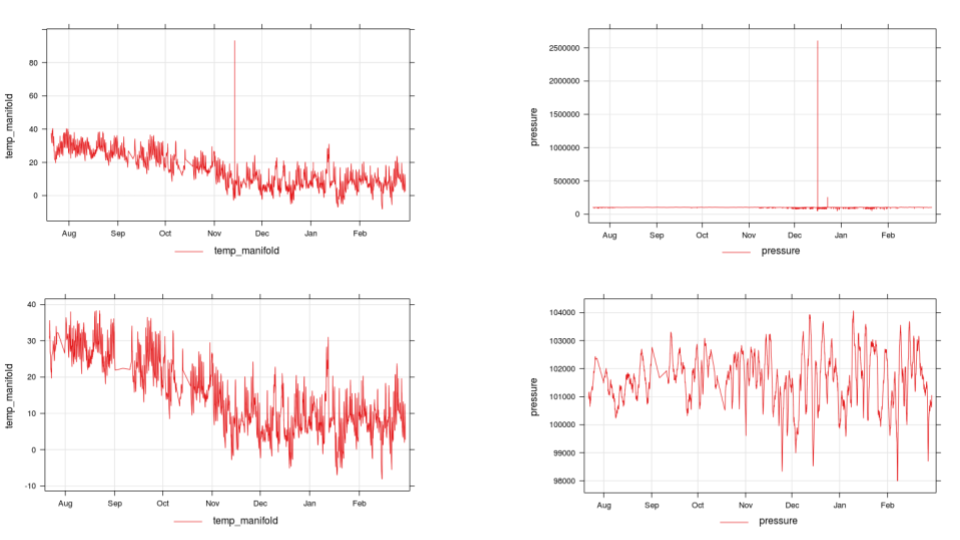 temp_manifold
80
60
40
20
0
Aug Sep Oct Nov Dec Jan Feb
temp_manifold
pressure
2500000
2000000
1500000
1000000
500000
0
Aug Sep Oct Nov Dec Jan Feb
pressure
temp_manifold
40
30
20
10
0
-10
Aug Sep Oct Nov Dec Jan Feb
temp_manifold
pressure
104000
103000
102000
101000
100000
99000
98000
Aug Sep Oct Nov Dec Jan Feb
pressure